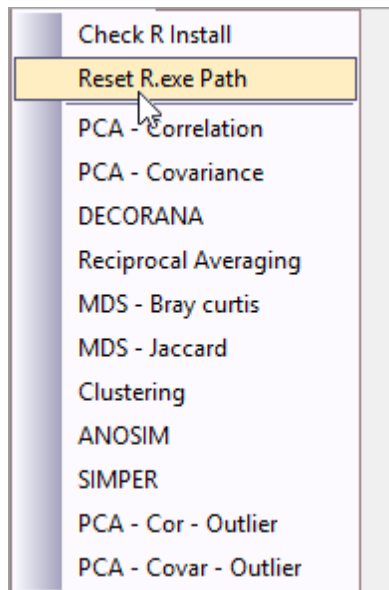 Check R Install
Reset R.exe Path
PCA - Correlation
PCA - Covariance
DECORANA
Reciprocal Averaging
MDS - Bray curtis
MDS - Jaccard
Clustering
ANOSIM
SIMPER
PCA - Cor - Outlier
PCA - Covar - Outlier